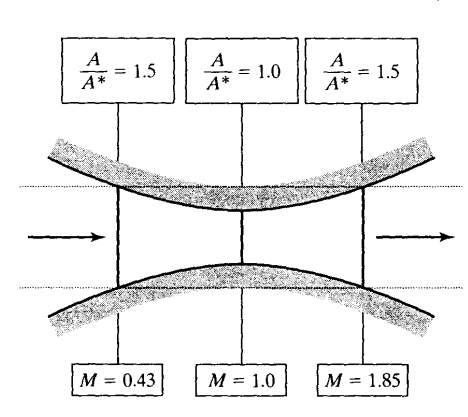 A/A* = 1.5
A/A* = 1.0
A/A* = 1.5
M = 0.43
M = 1.0
M = 1.85